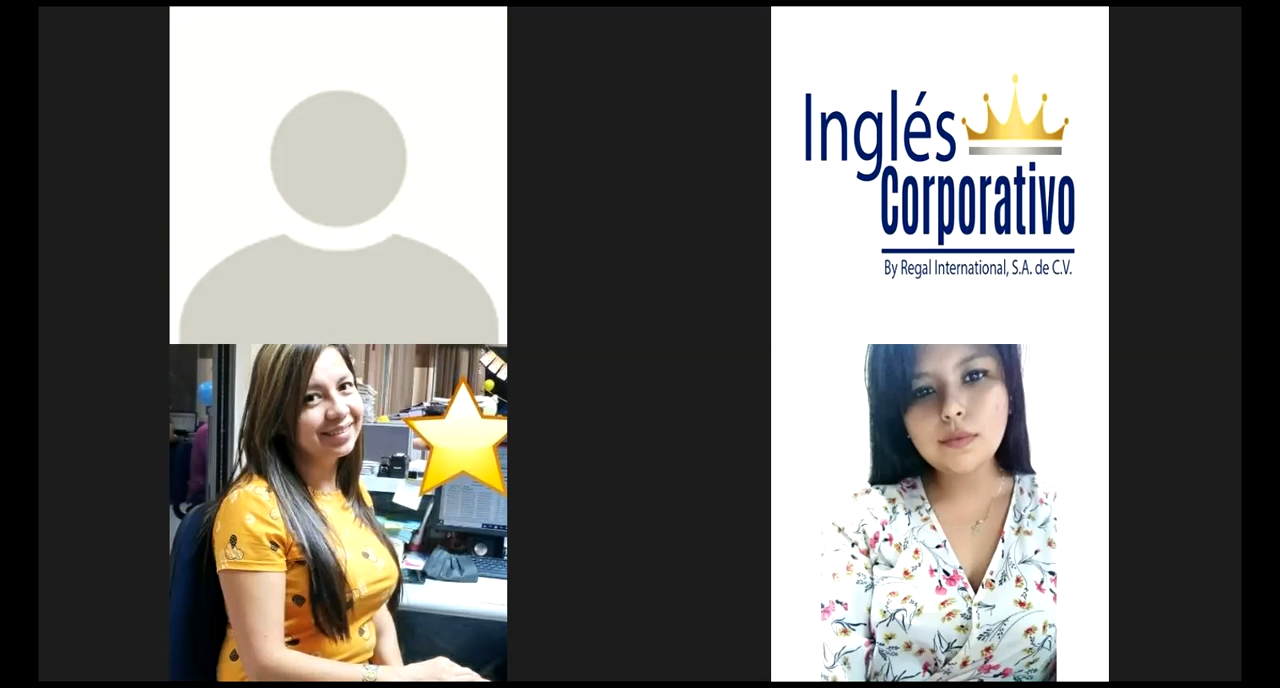 Inglés
Corporativo
By Regal International, S.A. de C.V.